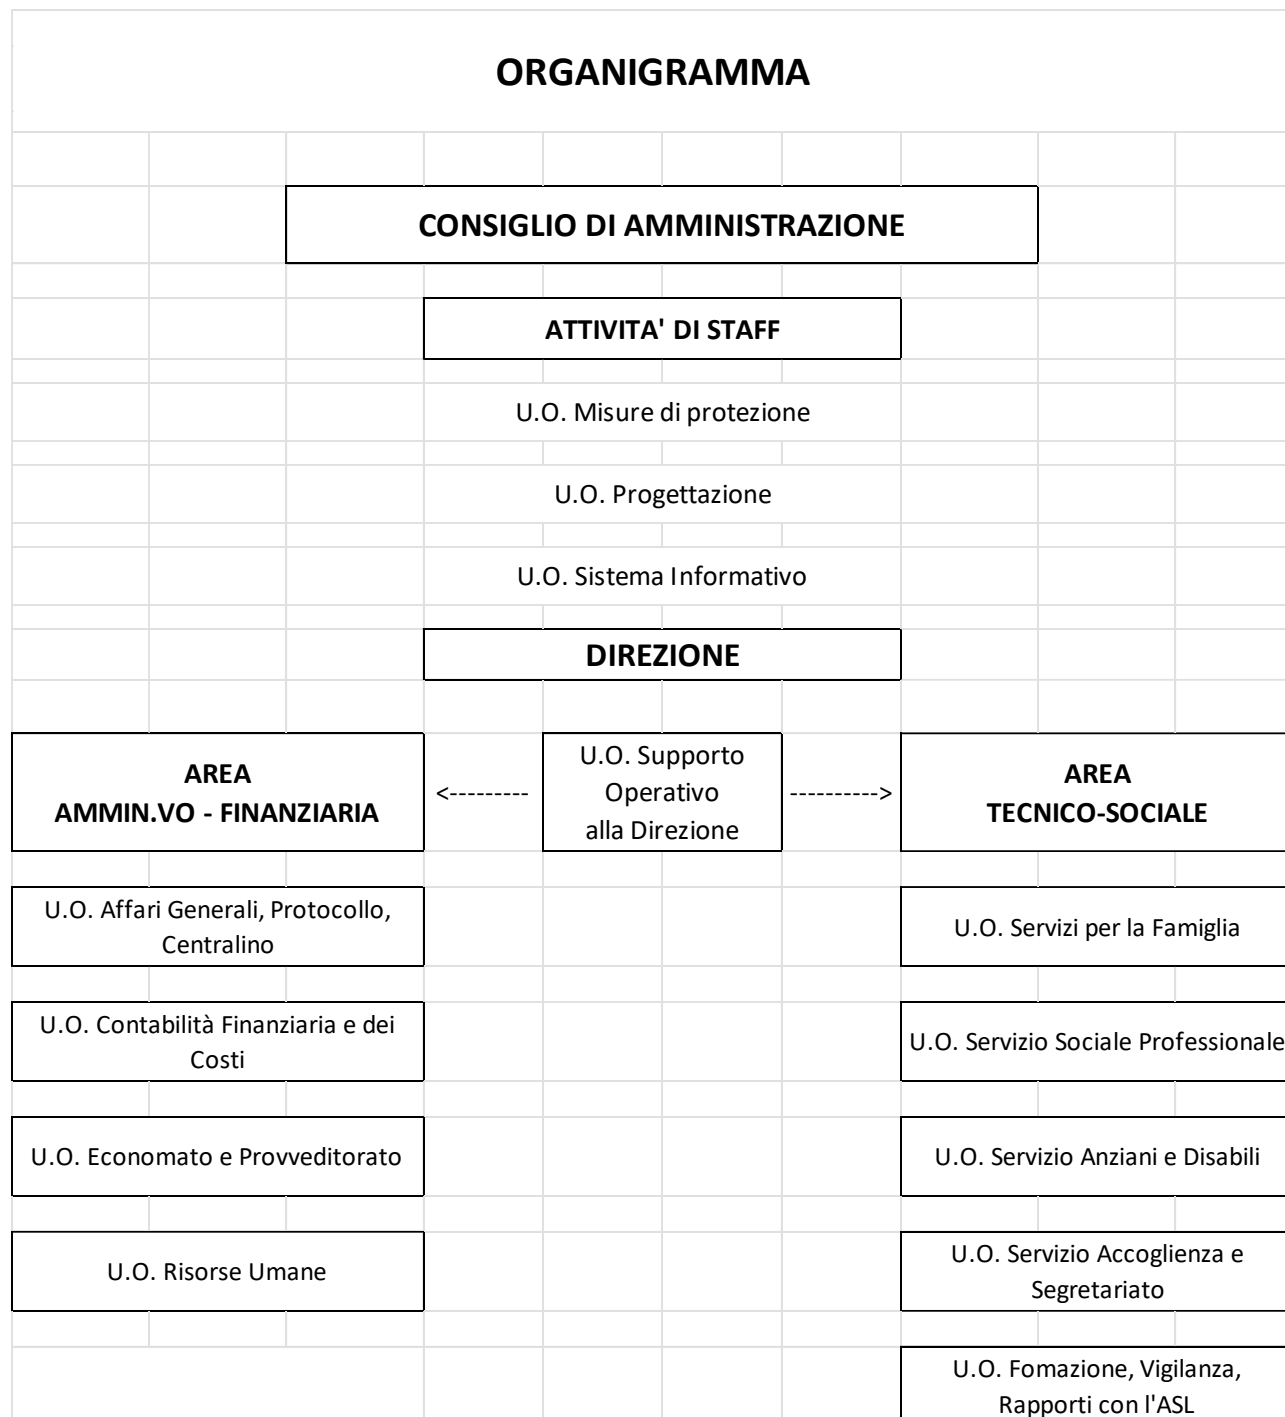 ORGANIGRAMMA
CONSIGLIO DI AMMINISTRAZIONE
ATTIVITA' DI STAFF
U.O. Misure di protezione
U.O. Progettazione
U.O. Sistema Informativo
DIREZIONE
AREA
AMMIN.VO - FINANZIARIA
<---------
U.O. Supporto
Operativo
alla Direzione
---------->
AREA
TECNICO-SOCIALE
U.O. Affari Generali, Protocollo,
Centralino
U.O. Servizi per la Famiglia
U.O. Contabilità Finanziaria e dei
Costi
U.O. Servizio Sociale Professionale
U.O. Economato e Provveditorato
U.O. Servizio Anziani e Disabili
U.O. Risorse Umane
U.O. Servizio Accoglienza e
Segretariato
U.O. Fomazione, Vigilanza,
Rapporti con l'ASL